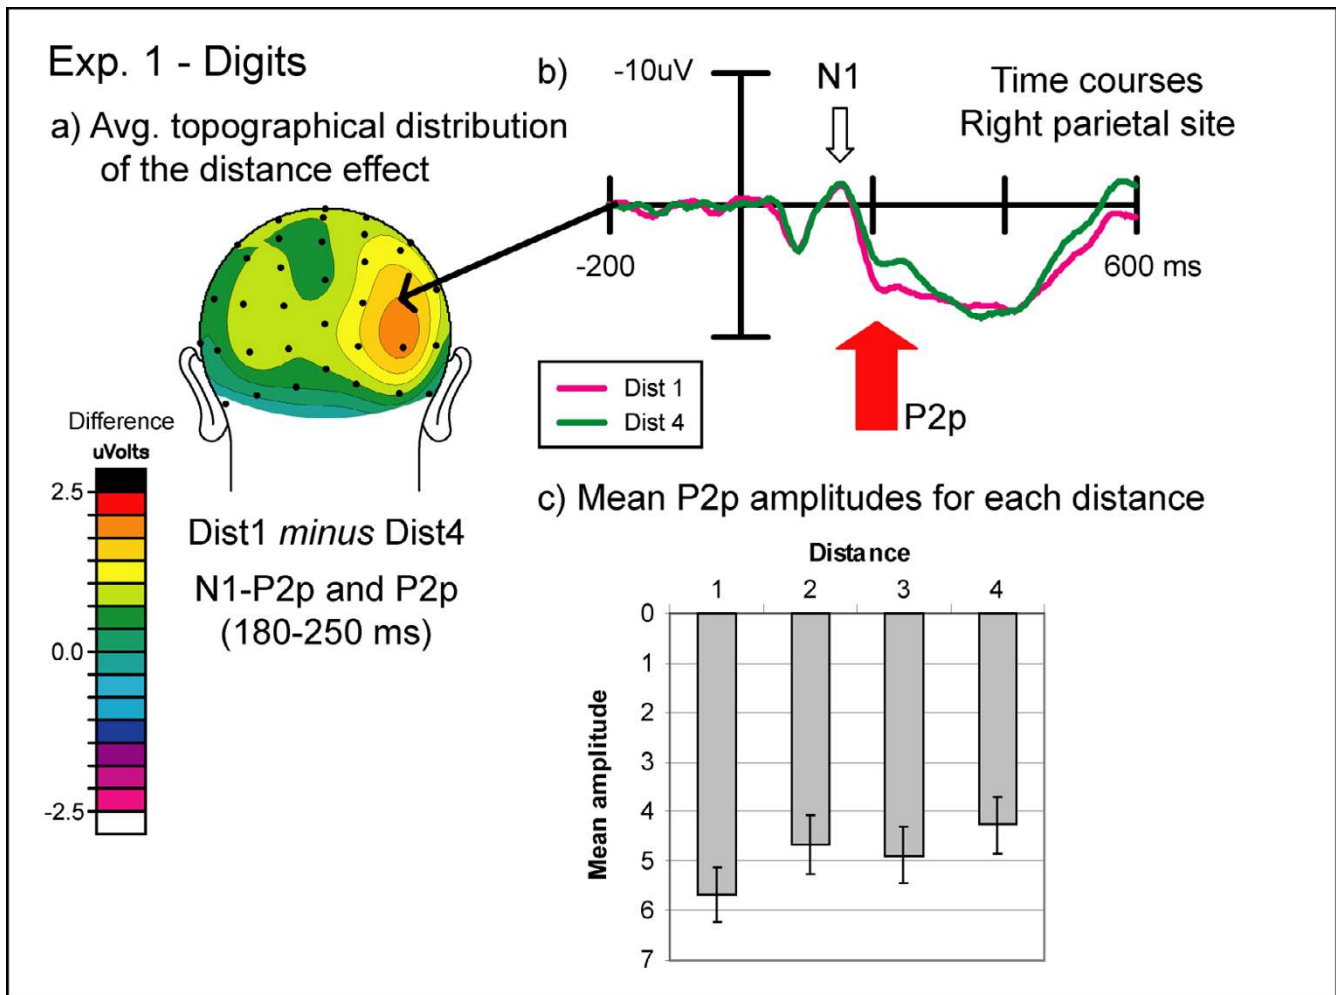 Exp. 1 - Digits
a) Avg. topographical distribution
of the distance effect
b)
-10uV
N1
Time courses
Right parietal site
-200
600 ms
Dist 1
Dist 4
P2p
Difference
uVolts
2.5
0.0
-2.5
Dist1 minus Dist4
N1-P2p and P2p
(180-250 ms)
c) Mean P2p amplitudes for each distance
Distance
1 2 3 4
Mean amplitude
0
1
2
3
4
5
6
7